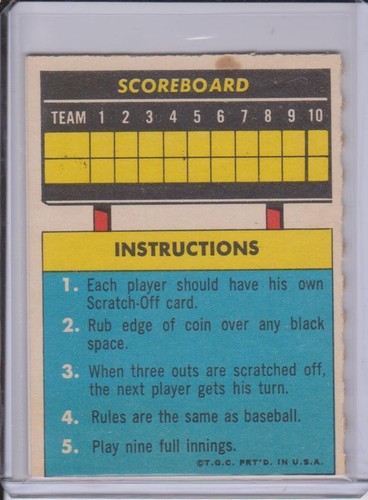 SCOREBOARD
TEAM 1 2 3 4 5 6 7 8 9 10
INSTRUCTIONS
1. Each player should have his own
Scratch-Off card.
2. Rub edge of coin over any black
space.
3. When three outs are scratched off,
the next player gets his turn.
4. Rules are the same as baseball.
5. Play nine full innings.
©T.G.C. PRT'D. IN U.S.A.